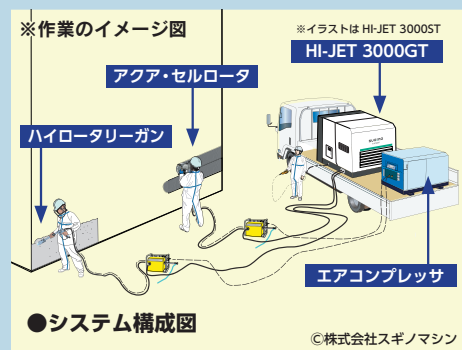 ※作業のイメージ図
※イラストは HI-JET 3000ST
HI-JET 3000GT
アクア・セルロータ
ハイロータリーガン
SUGINO
エアコンプレッサ
●システム構成図
©株式会社スギノマシン